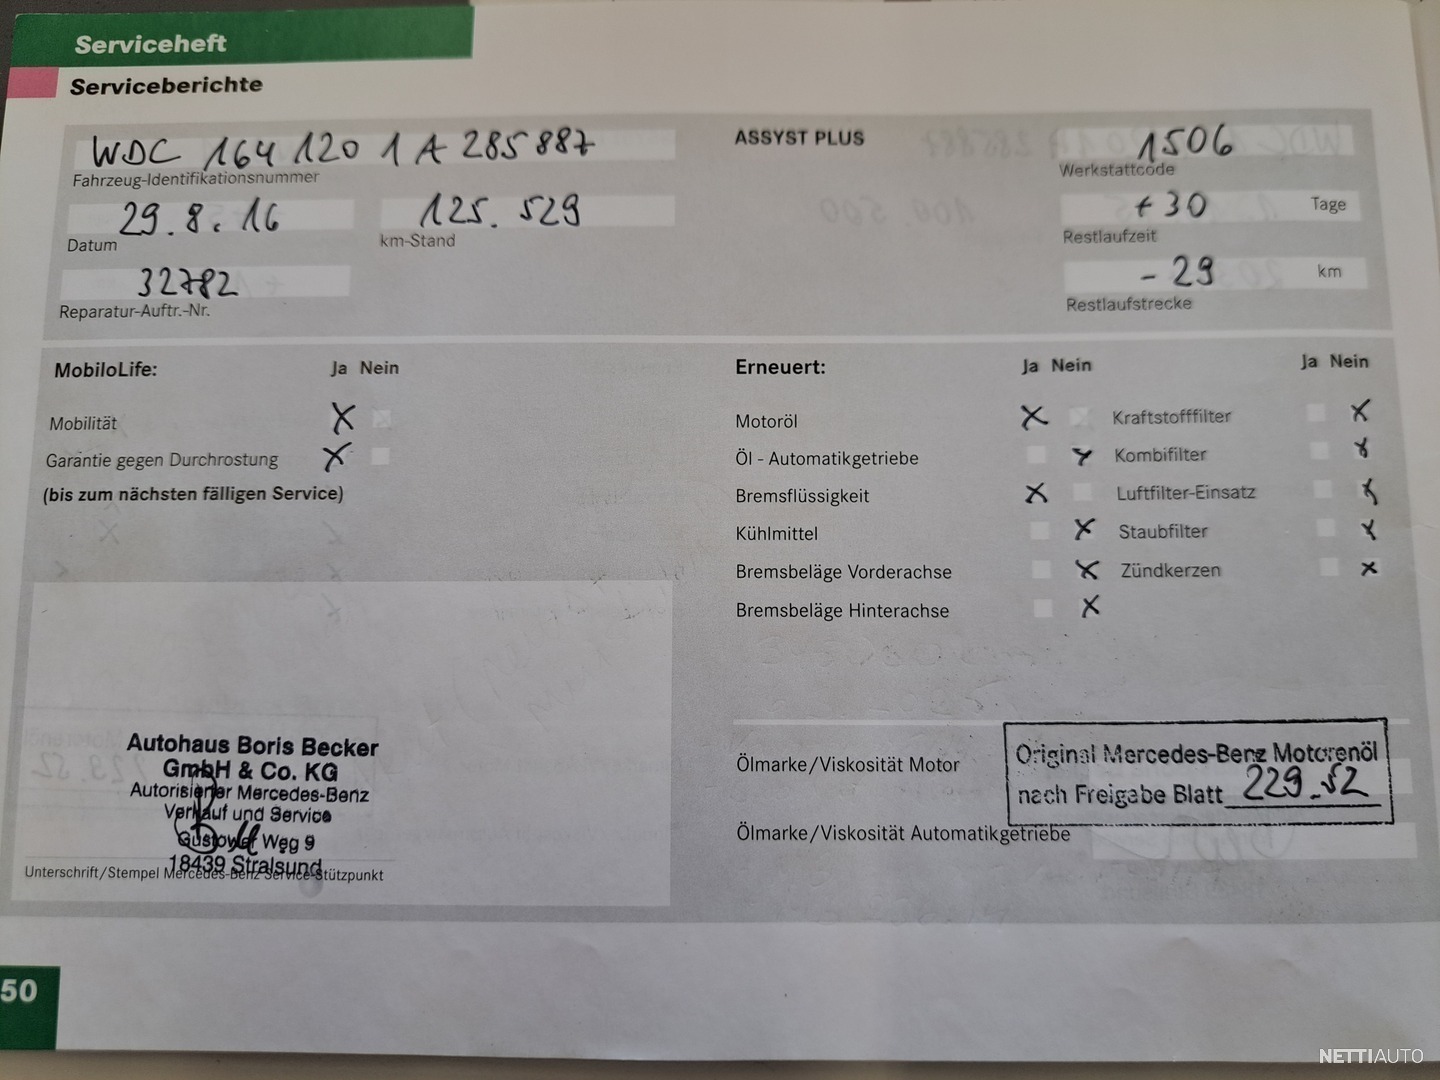 Serviceheft
Serviceberichte
WDC 164 120 1 A 285887
Fahrzeug-Identifikationsnummer
29.8.16
Datum
125.529
km-Stand
32782
Reparatur-Auftr.-Nr.
ASSYST PLUS
1506
Werkstattcode
+30 Tage
Restlaufzeit
- 29 km
Restlaufstrecke
MobiloLife: Ja Nein
Mobilität X
Garantie gegen Durchrostung X
(bis zum nächsten fälligen Service)
Erneuert: Ja Nein Ja Nein
Motoröl X Kraftstofffilter X
Öl - Automatikgetriebe X Kombifilter X
Bremsflüssigkeit X Luftfilter-Einsatz X
Kühlmittel X Staubfilter X
Bremsbeläge Vorderachse X Zündkerzen X
Bremsbeläge Hinterachse X
Autohaus Boris Becker
GmbH & Co. KG
Autorisierter Mercedes-Benz
Verkauf und Service
Gustower Weg 9
18439 Stralsund
Unterschrift/Stempel Mercedes-Benz Service-Stützpunkt
Ölmarke/Viskosität Motor
Original Mercedes-Benz Motorenöl
nach Freigabe Blatt 229.52
Ölmarke/Viskosität Automatikgetriebe
50
NETTIAUTO